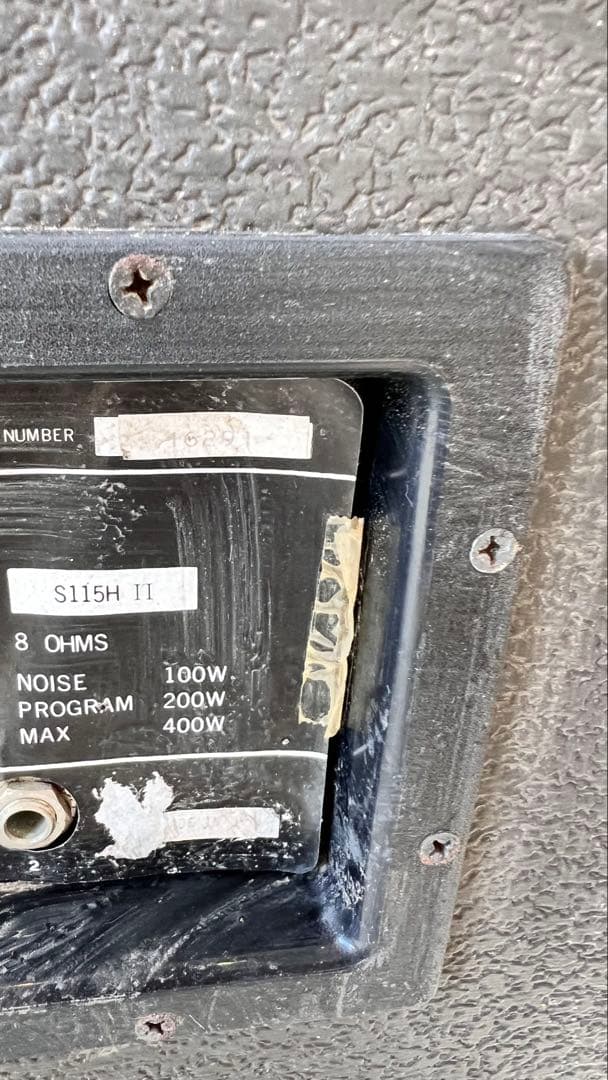 NUMBER
S115H II
8 OHMS
NOISE 100W
PROGRAM 200W
MAX 400W
2